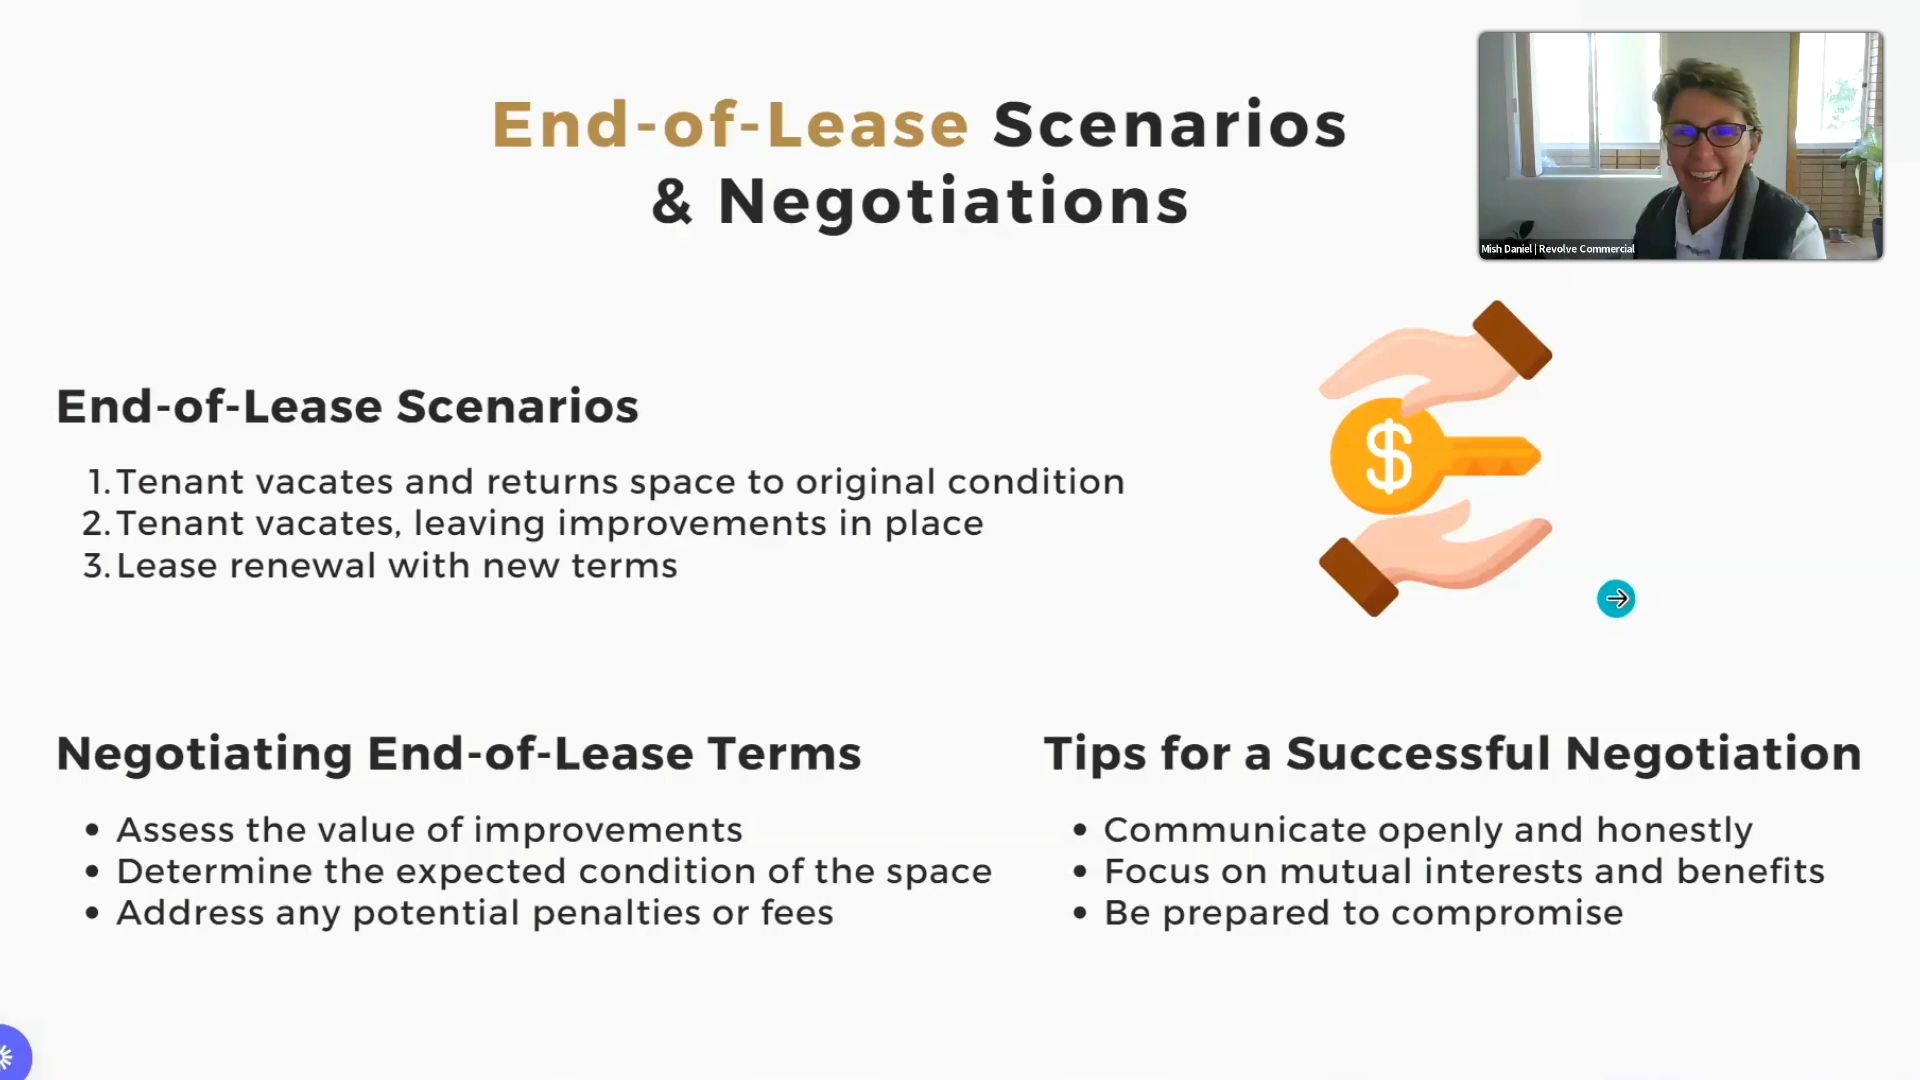 End-of-Lease Scenarios
& Negotiations
Mish Daniel | Revolve Commercial
End-of-Lease Scenarios
1. Tenant vacates and returns space to original condition
2. Tenant vacates, leaving improvements in place
3. Lease renewal with new terms
$
Negotiating End-of-Lease Terms
• Assess the value of improvements
• Determine the expected condition of the space
• Address any potential penalties or fees
Tips for a Successful Negotiation
• Communicate openly and honestly
• Focus on mutual interests and benefits
• Be prepared to compromise